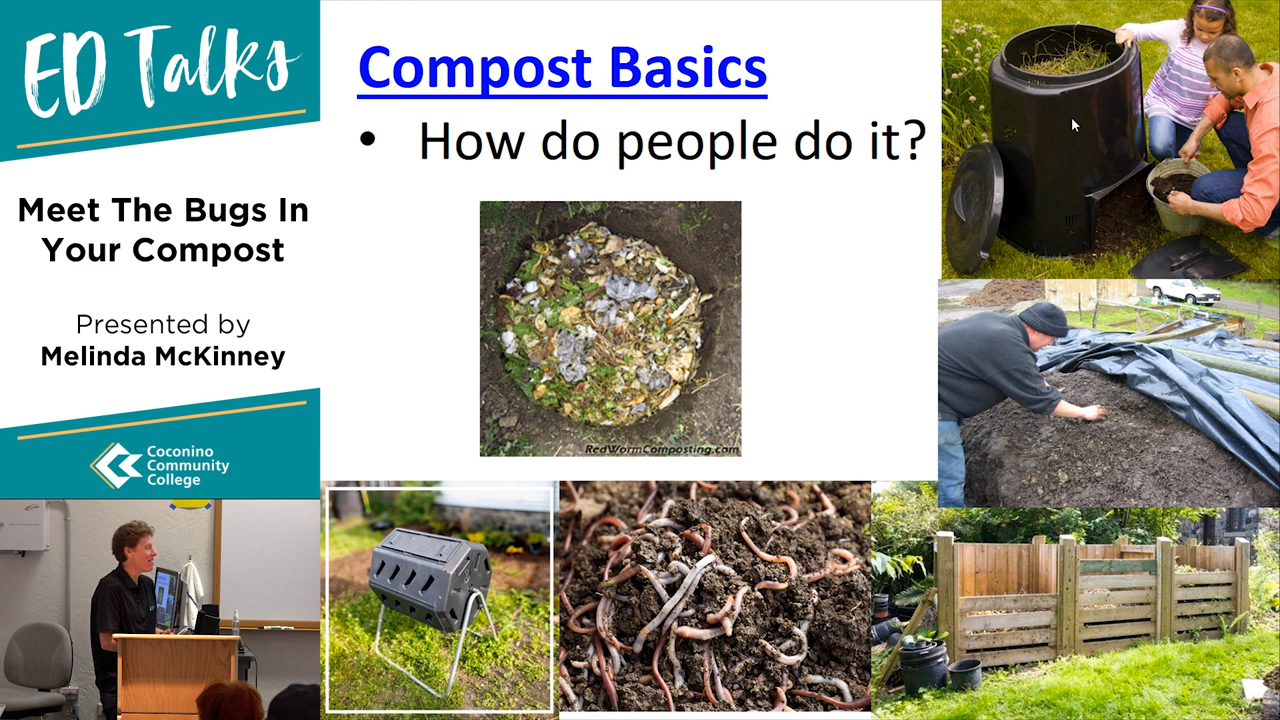 ED Talks
Meet The Bugs In
Your Compost
Presented by
Melinda McKinney
Coconino
Community
College
Compost Basics
• How do people do it?
RedWormComposting.com